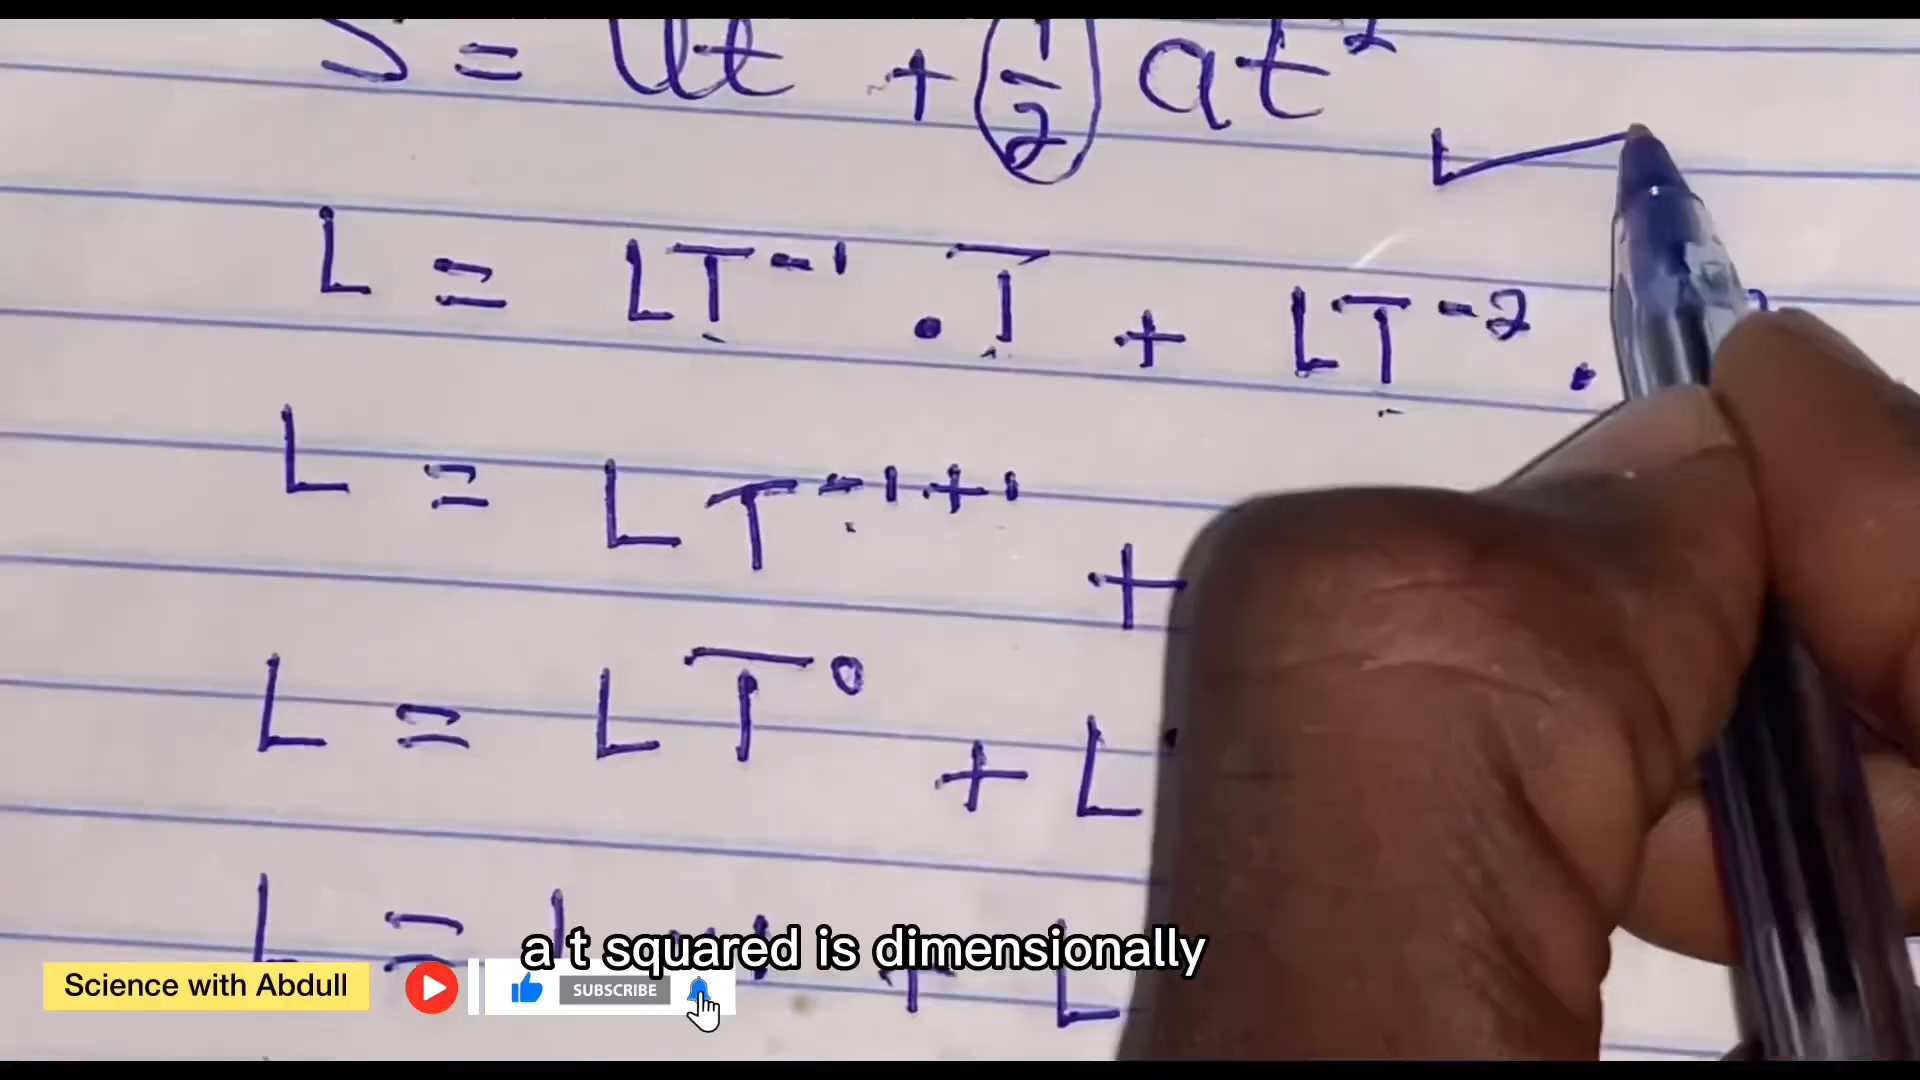 S = ut + 1/2 at²
L = LT⁻¹ . T + LT⁻² .
L = LT⁻¹⁺¹ +
L = LT⁰ + L
L = L + L
a t squared is dimensionally
Science with Abdull
SUBSCRIBE